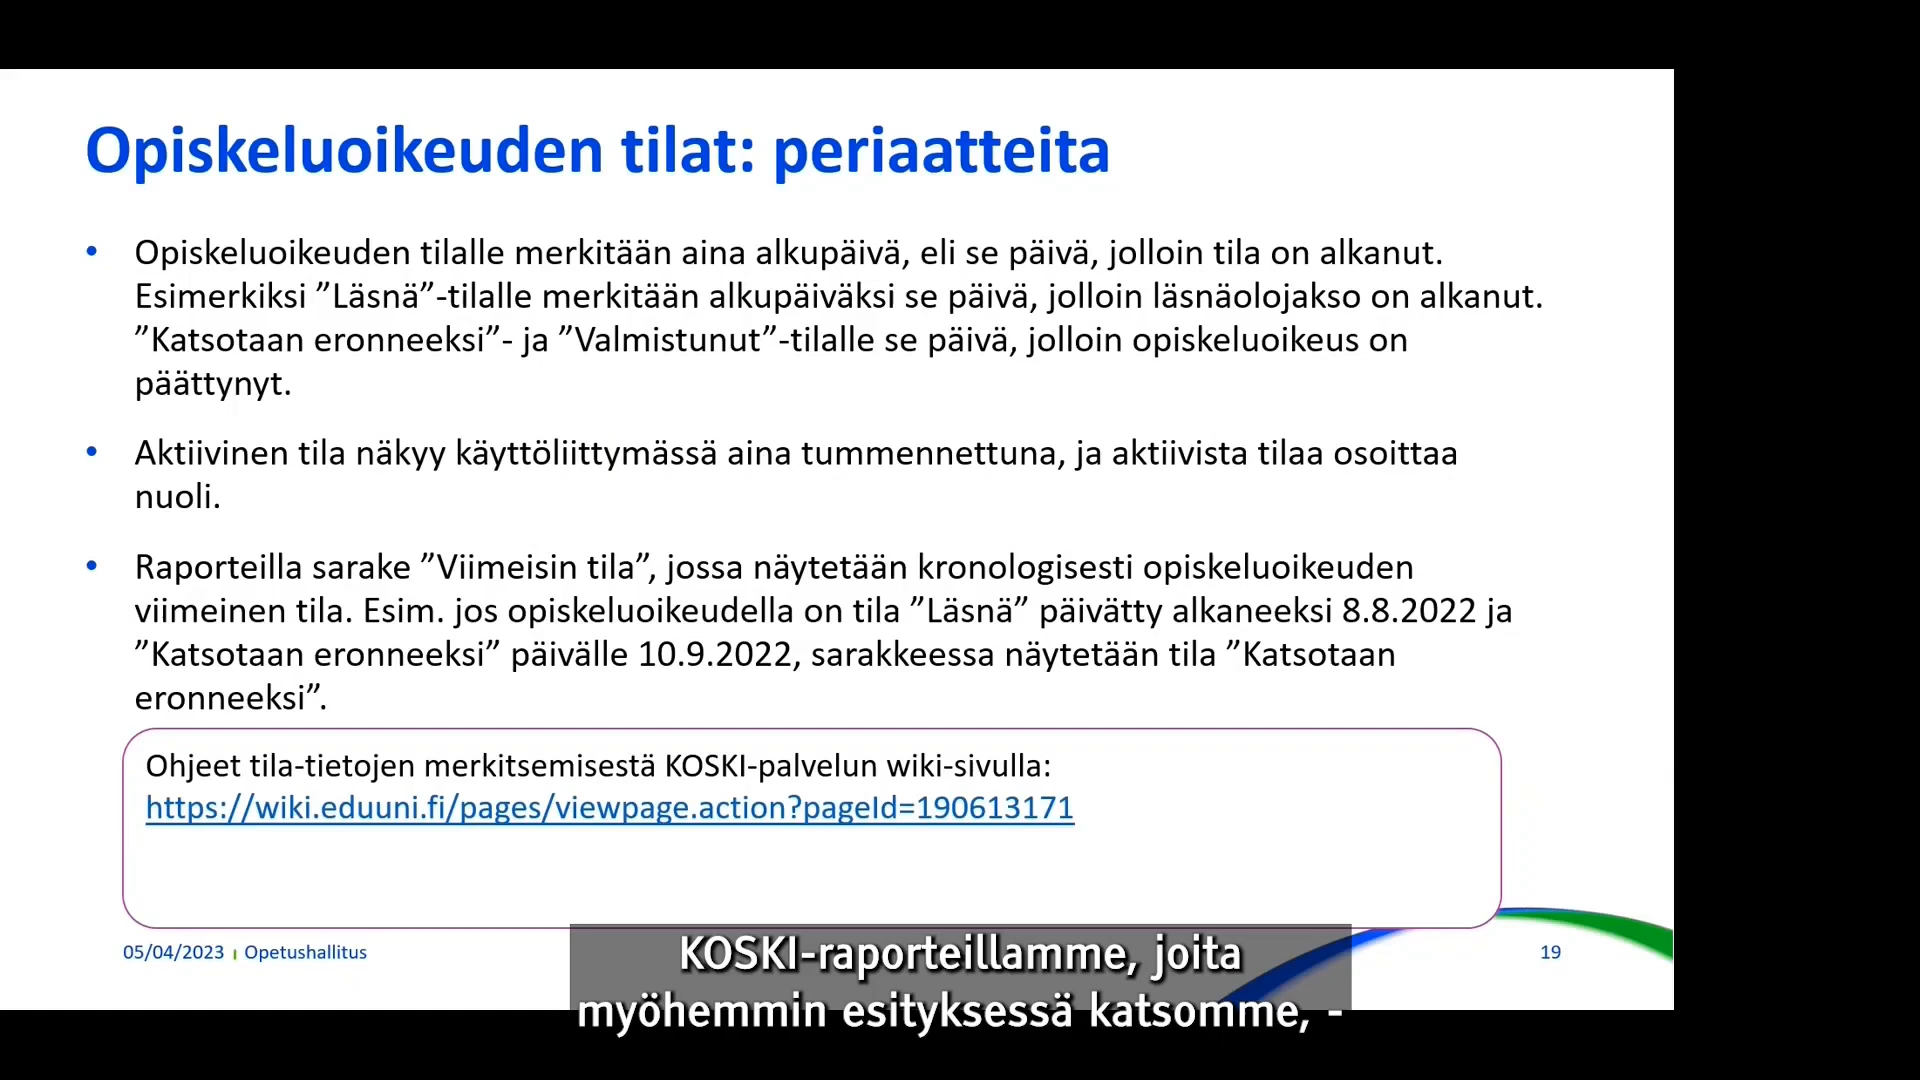 Opiskeluoikeuden tilat: periaatteita
• Opiskeluoikeuden tilalle merkitään aina alkupäivä, eli se päivä, jolloin tila on alkanut.
Esimerkiksi ”Läsnä”-tilalle merkitään alkupäiväksi se päivä, jolloin läsnäolojakso on alkanut.
”Katsotaan eronneeksi”- ja ”Valmistunut”-tilalle se päivä, jolloin opiskeluoikeus on
päättynyt.
• Aktiivinen tila näkyy käyttöliittymässä aina tummennettuna, ja aktiivista tilaa osoittaa
nuoli.
• Raporteilla sarake ”Viimeisin tila”, jossa näytetään kronologisesti opiskeluoikeuden
viimeinen tila. Esim. jos opiskeluoikeudella on tila ”Läsnä” päivätty alkaneeksi 8.8.2022 ja
”Katsotaan eronneeksi” päivälle 10.9.2022, sarakkeessa näytetään tila ”Katsotaan
eronneeksi”.
Ohjeet tila-tietojen merkitsemisestä KOSKI-palvelun wiki-sivulla:
https://wiki.eduuni.fi/pages/viewpage.action?pageId=190613171
05/04/2023 Opetushallitus
19
KOSKI-raporteillamme, joita
myöhemmin esityksessä katsomme, -